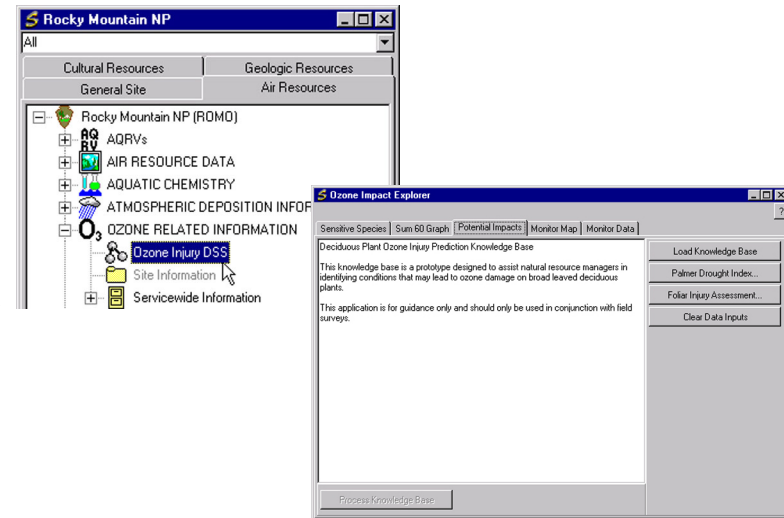 Rocky Mountain NP
All
Cultural Resources
Geologic Resources
General Site
Air Resources
Rocky Mountain NP (ROMO)
AQ RV AQRVs
AIR RESOURCE DATA
AQUATIC CHEMISTRY
ATMOSPHERIC DEPOSITION INFOR
O3 OZONE RELATED INFORMATION
Ozone Injury DSS
Site Information
Servicewide Information
Ozone Impact Explorer
?
Sensitive Species
Sum 60 Graph
Potential Impacts
Monitor Map
Monitor Data
Deciduous Plant Ozone Injury Prediction Knowledge Base
This knowledge base is a prototype designed to assist natural resource managers in
identifying conditions that may lead to ozone damage on broad leaved deciduous
plants.
This application is for guidance only and should only be used in conjunction with field
surveys.
Load Knowledge Base
Palmer Drought Index...
Foliar Injury Assessment...
Clear Data Inputs
Process Knowledge Base